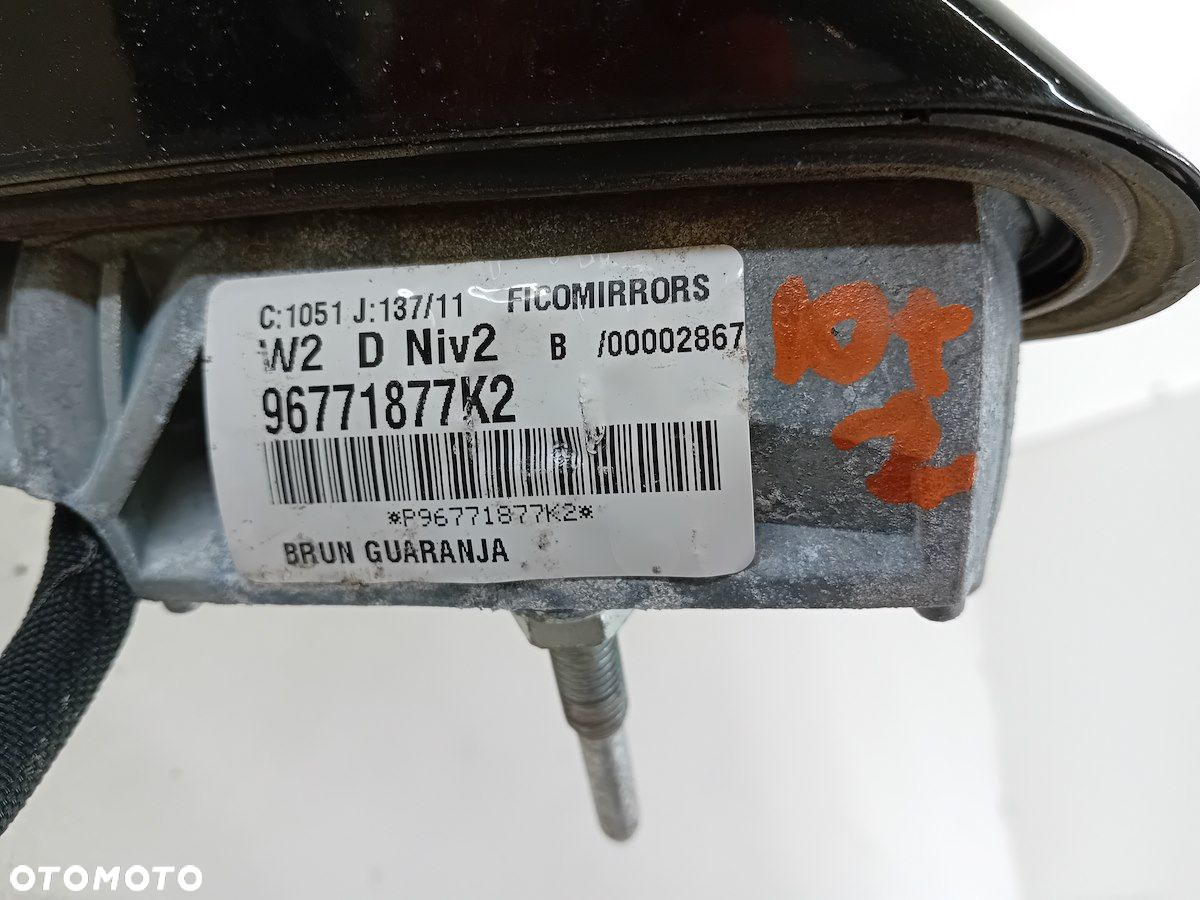 C:1051 J:137/11 FICOMIRRORS
W2 D Niv2 B /00002867
96771877K2
*P96771877K2*
BRUN GUARANJA
OTOMOTO